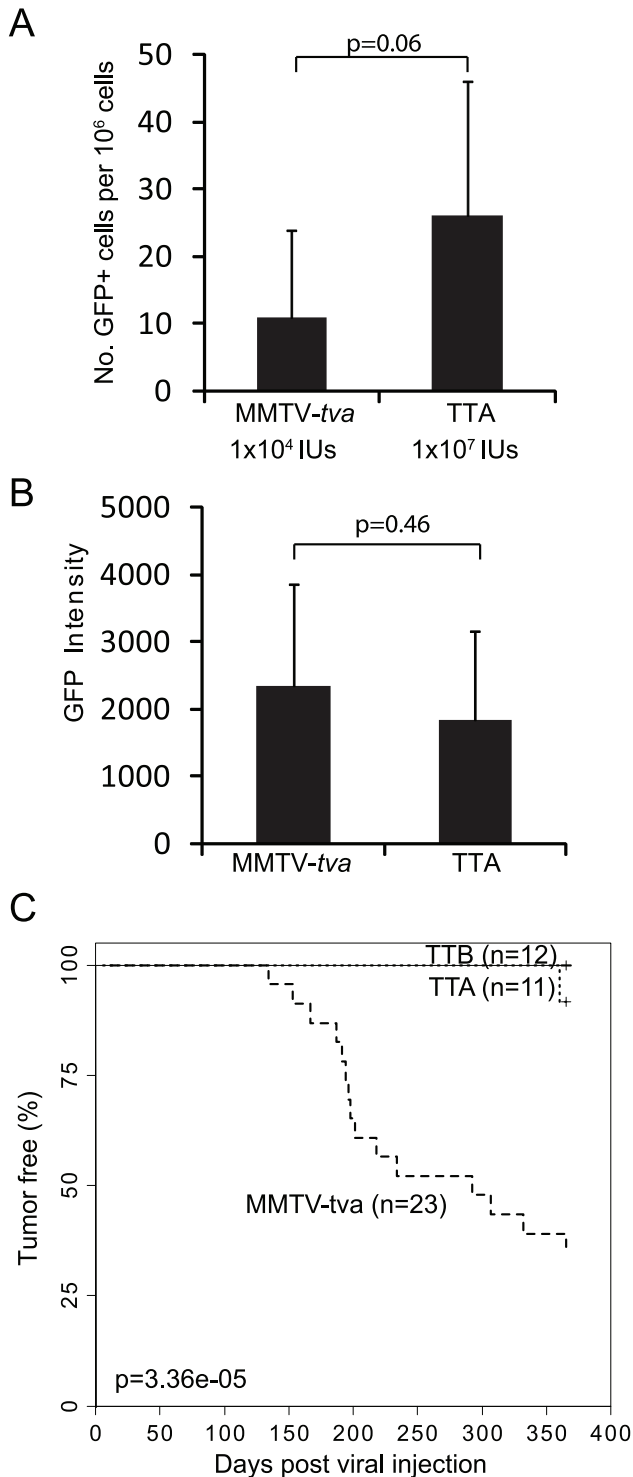 A
p=0.06
No. GFP+ cells per 10⁶ cells
50
40
30
20
10
0
MMTV-tva
TTA
1x10⁴ IUs
1x10⁷ IUs
B
p=0.46
GFP Intensity
5000
4000
3000
2000
1000
0
MMTV-tva
TTA
C
TTB (n=12)
TTA (n=11)
MMTV-tva (n=23)
p=3.36e-05
Tumor free (%)
100
75
50
25
0
0 50 100 150 200 250 300 350 400
Days post viral injection